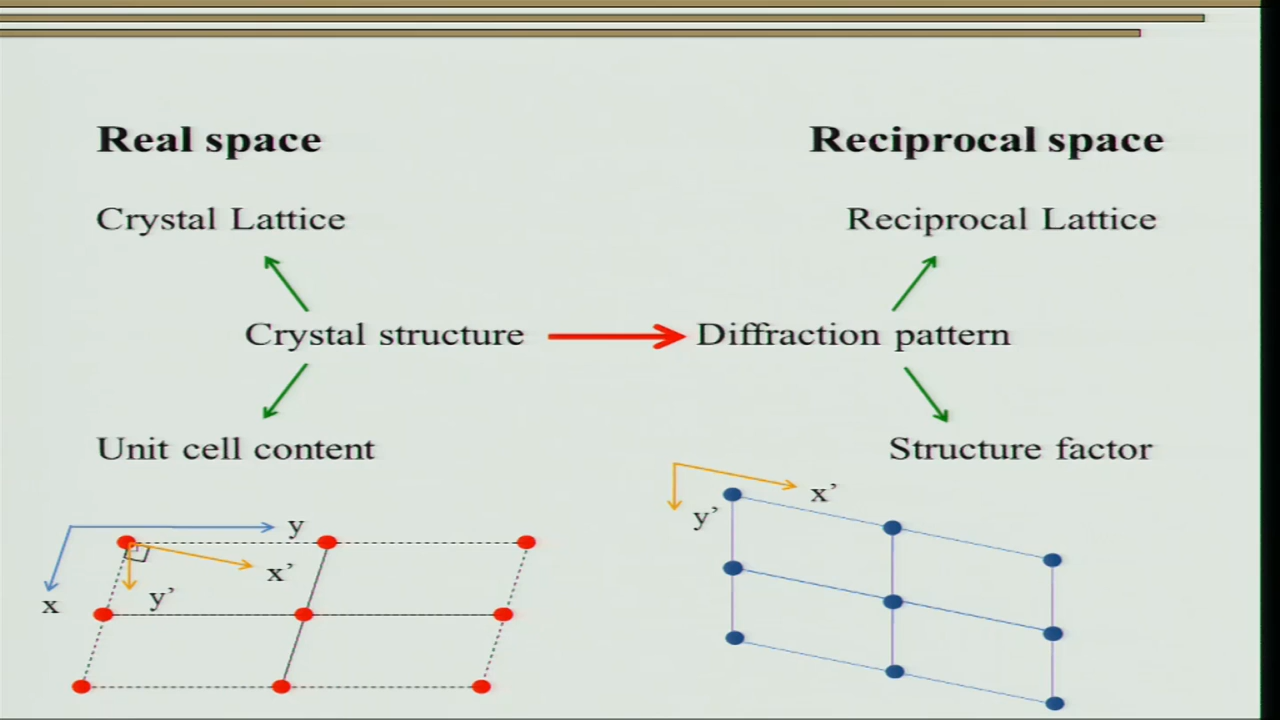 Real space
Reciprocal space
Crystal Lattice
Reciprocal Lattice
Crystal structure
Diffraction pattern
Unit cell content
Structure factor
y
x'
y'
x
x'
y'